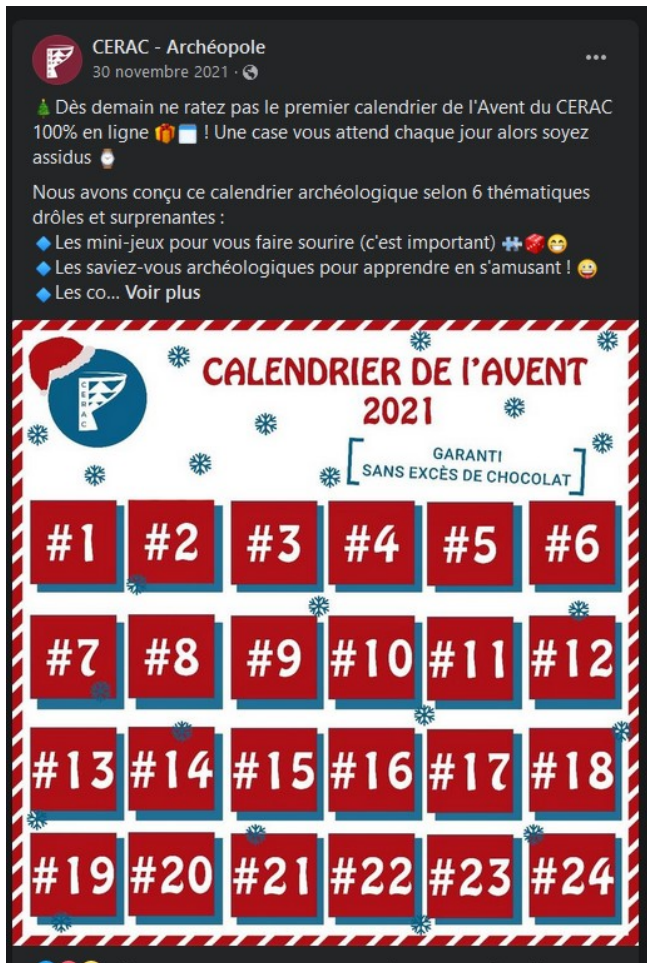 CERAC - Archéopole
30 novembre 2021
🎄Dès demain ne ratez pas le premier calendrier de l'Avent du CERAC
100% en ligne 🎁🗓️ ! Une case vous attend chaque jour alors soyez
assidus ⌚
Nous avons conçu ce calendrier archéologique selon 6 thématiques
drôles et surprenantes :
🔹Les mini-jeux pour vous faire sourire (c'est important) 🧩🎲😁
🔹Les saviez-vous archéologiques pour apprendre en s'amusant ! 😀
🔹Les co... Voir plus
CERAC
CALENDRIER DE l'AVENT
2021
GARANTI
SANS EXCÈS DE CHOCOLAT
#1 #2 #3 #4 #5 #6
#7 #8 #9 #10 #11 #12
#13 #14 #15 #16 #17 #18
#19 #20 #21 #22 #23 #24